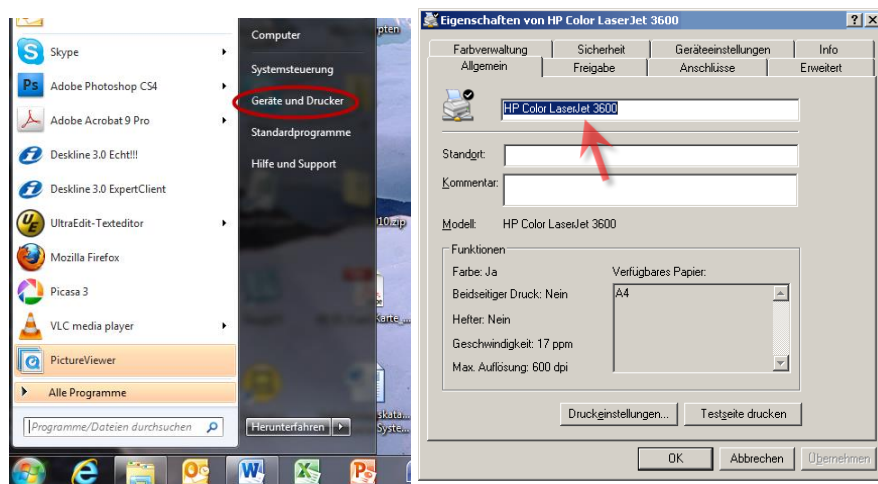 Skype
Adobe Photoshop CS4
Adobe Acrobat 9 Pro
Deskline 3.0 Echt!!!
Deskline 3.0 ExpertClient
UltraEdit-Texteditor
Mozilla Firefox
Picasa 3
VLC media player
PictureViewer
Alle Programme
Programme/Dateien durchsuchen
Computer
Systemsteuerung
Geräte und Drucker
Standardprogramme
Hilfe und Support
Herunterfahren
Eigenschaften von HP Color LaserJet 3600
Farbverwaltung Sicherheit Geräteeinstellungen Info
Allgemein Freigabe Anschlüsse Erweitert
HP Color LaserJet 3600
Standort:
Kommentar:
Modell: HP Color LaserJet 3600
Funktionen
Farbe: Ja Verfügbares Papier:
Beidseitiger Druck: Nein A4
Hefter: Nein
Geschwindigkeit: 17 ppm
Max. Auflösung: 600 dpi
Druckeinstellungen... Testseite drucken
OK Abbrechen Übernehmen